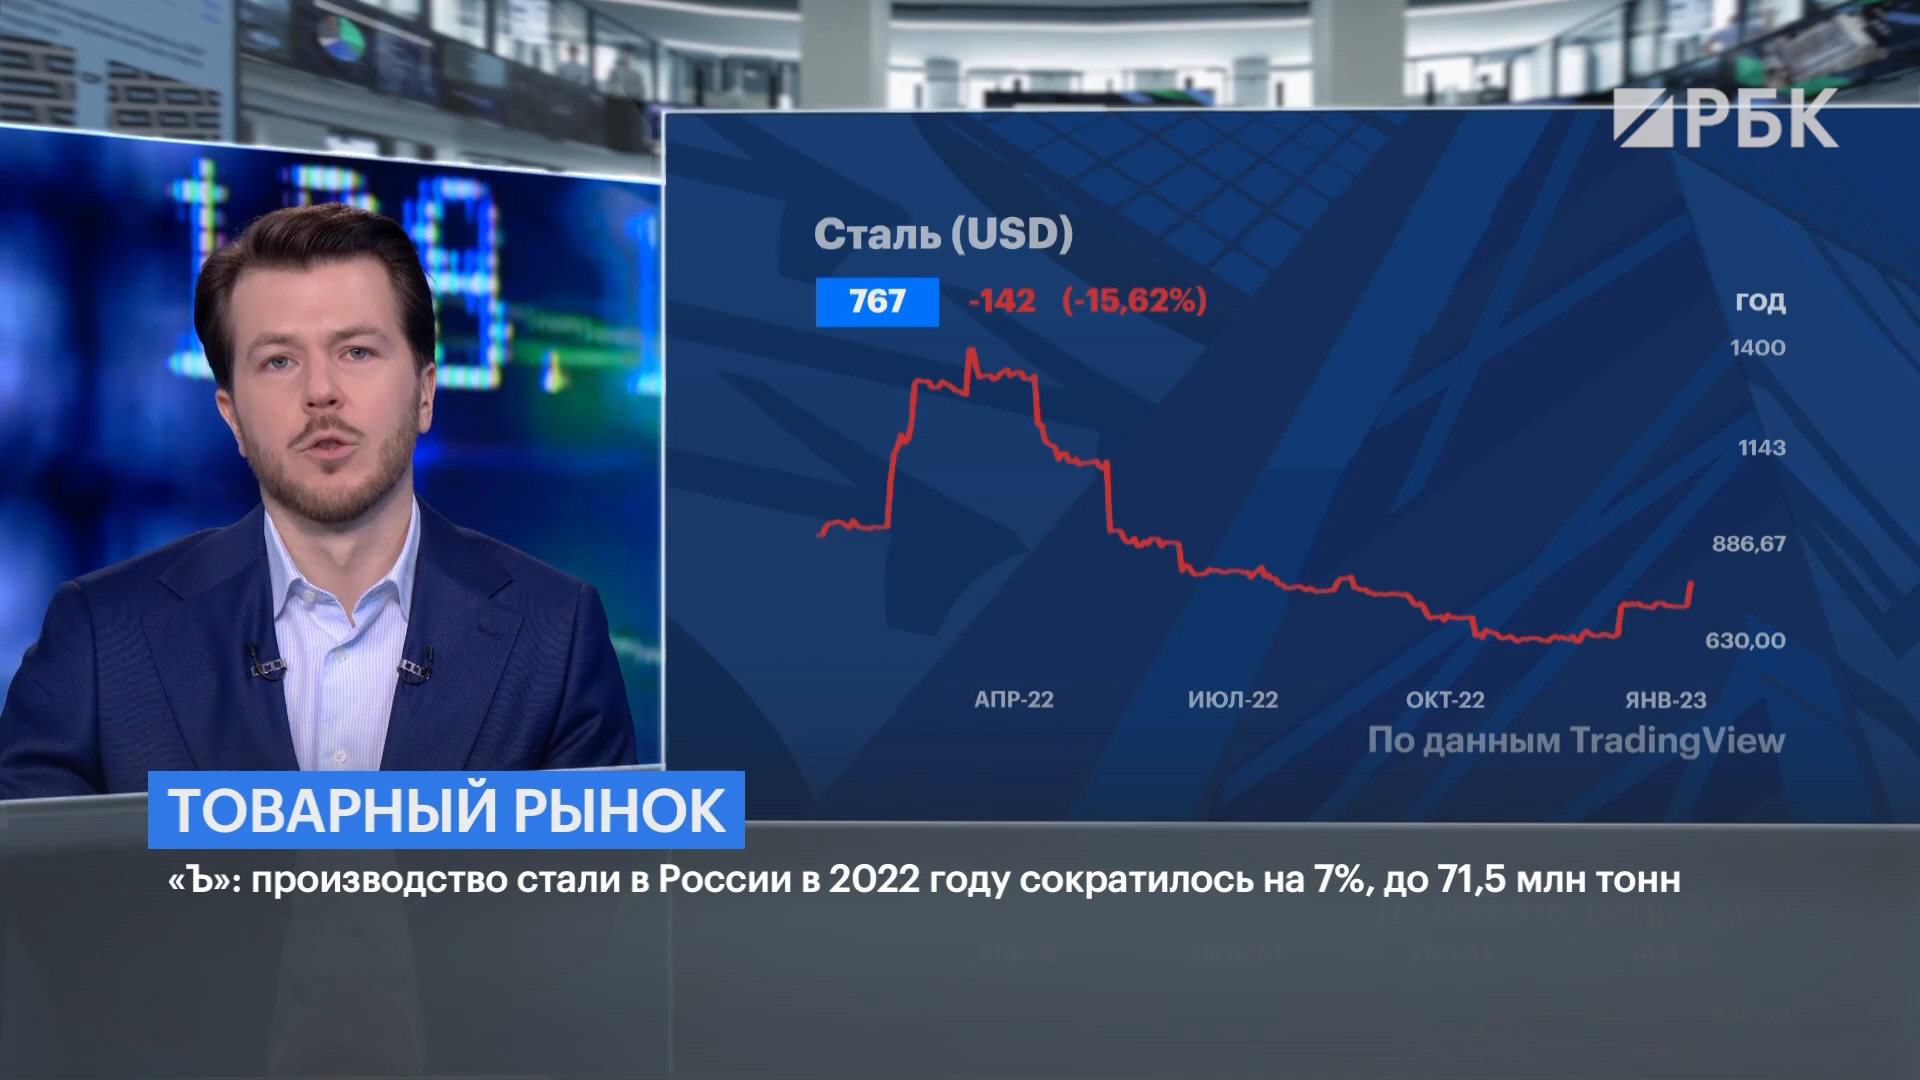 РБК
Сталь (USD)
767 -142 (-15,62%)
ГОД
1400
1143
886,67
630,00
АПР-22 ИЮЛ-22 ОКТ-22 ЯНВ-23
По данным TradingView
ТОВАРНЫЙ РЫНОК
«Ъ»: производство стали в России в 2022 году сократилось на 7%, до 71,5 млн тонн